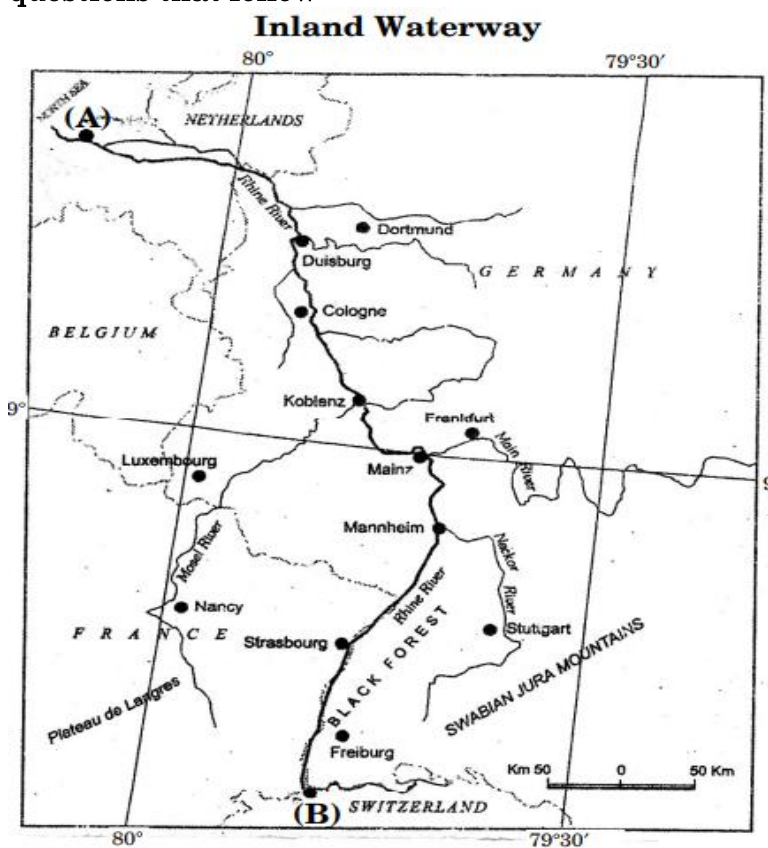 questions that follow
Inland Waterway
80°
79°30′
NORTH SEA
(A)
NETHERLANDS
Rhine River
Dortmund
Duisburg
GERMANY
Cologne
BELGIUM
Koblenz
9°
Frankfurt
Main River
Luxembourg
Mainz
9
Mannheim
Mosel River
Neckor River
Rhine River
Nancy
FRANCE
Strasbourg
Stuttgart
BLACK FOREST
SWABIAN JURA MOUNTAINS
Plateau de Langres
Freiburg
Km 50 0 50 Km
(B)
SWITZERLAND
80°
79°30′